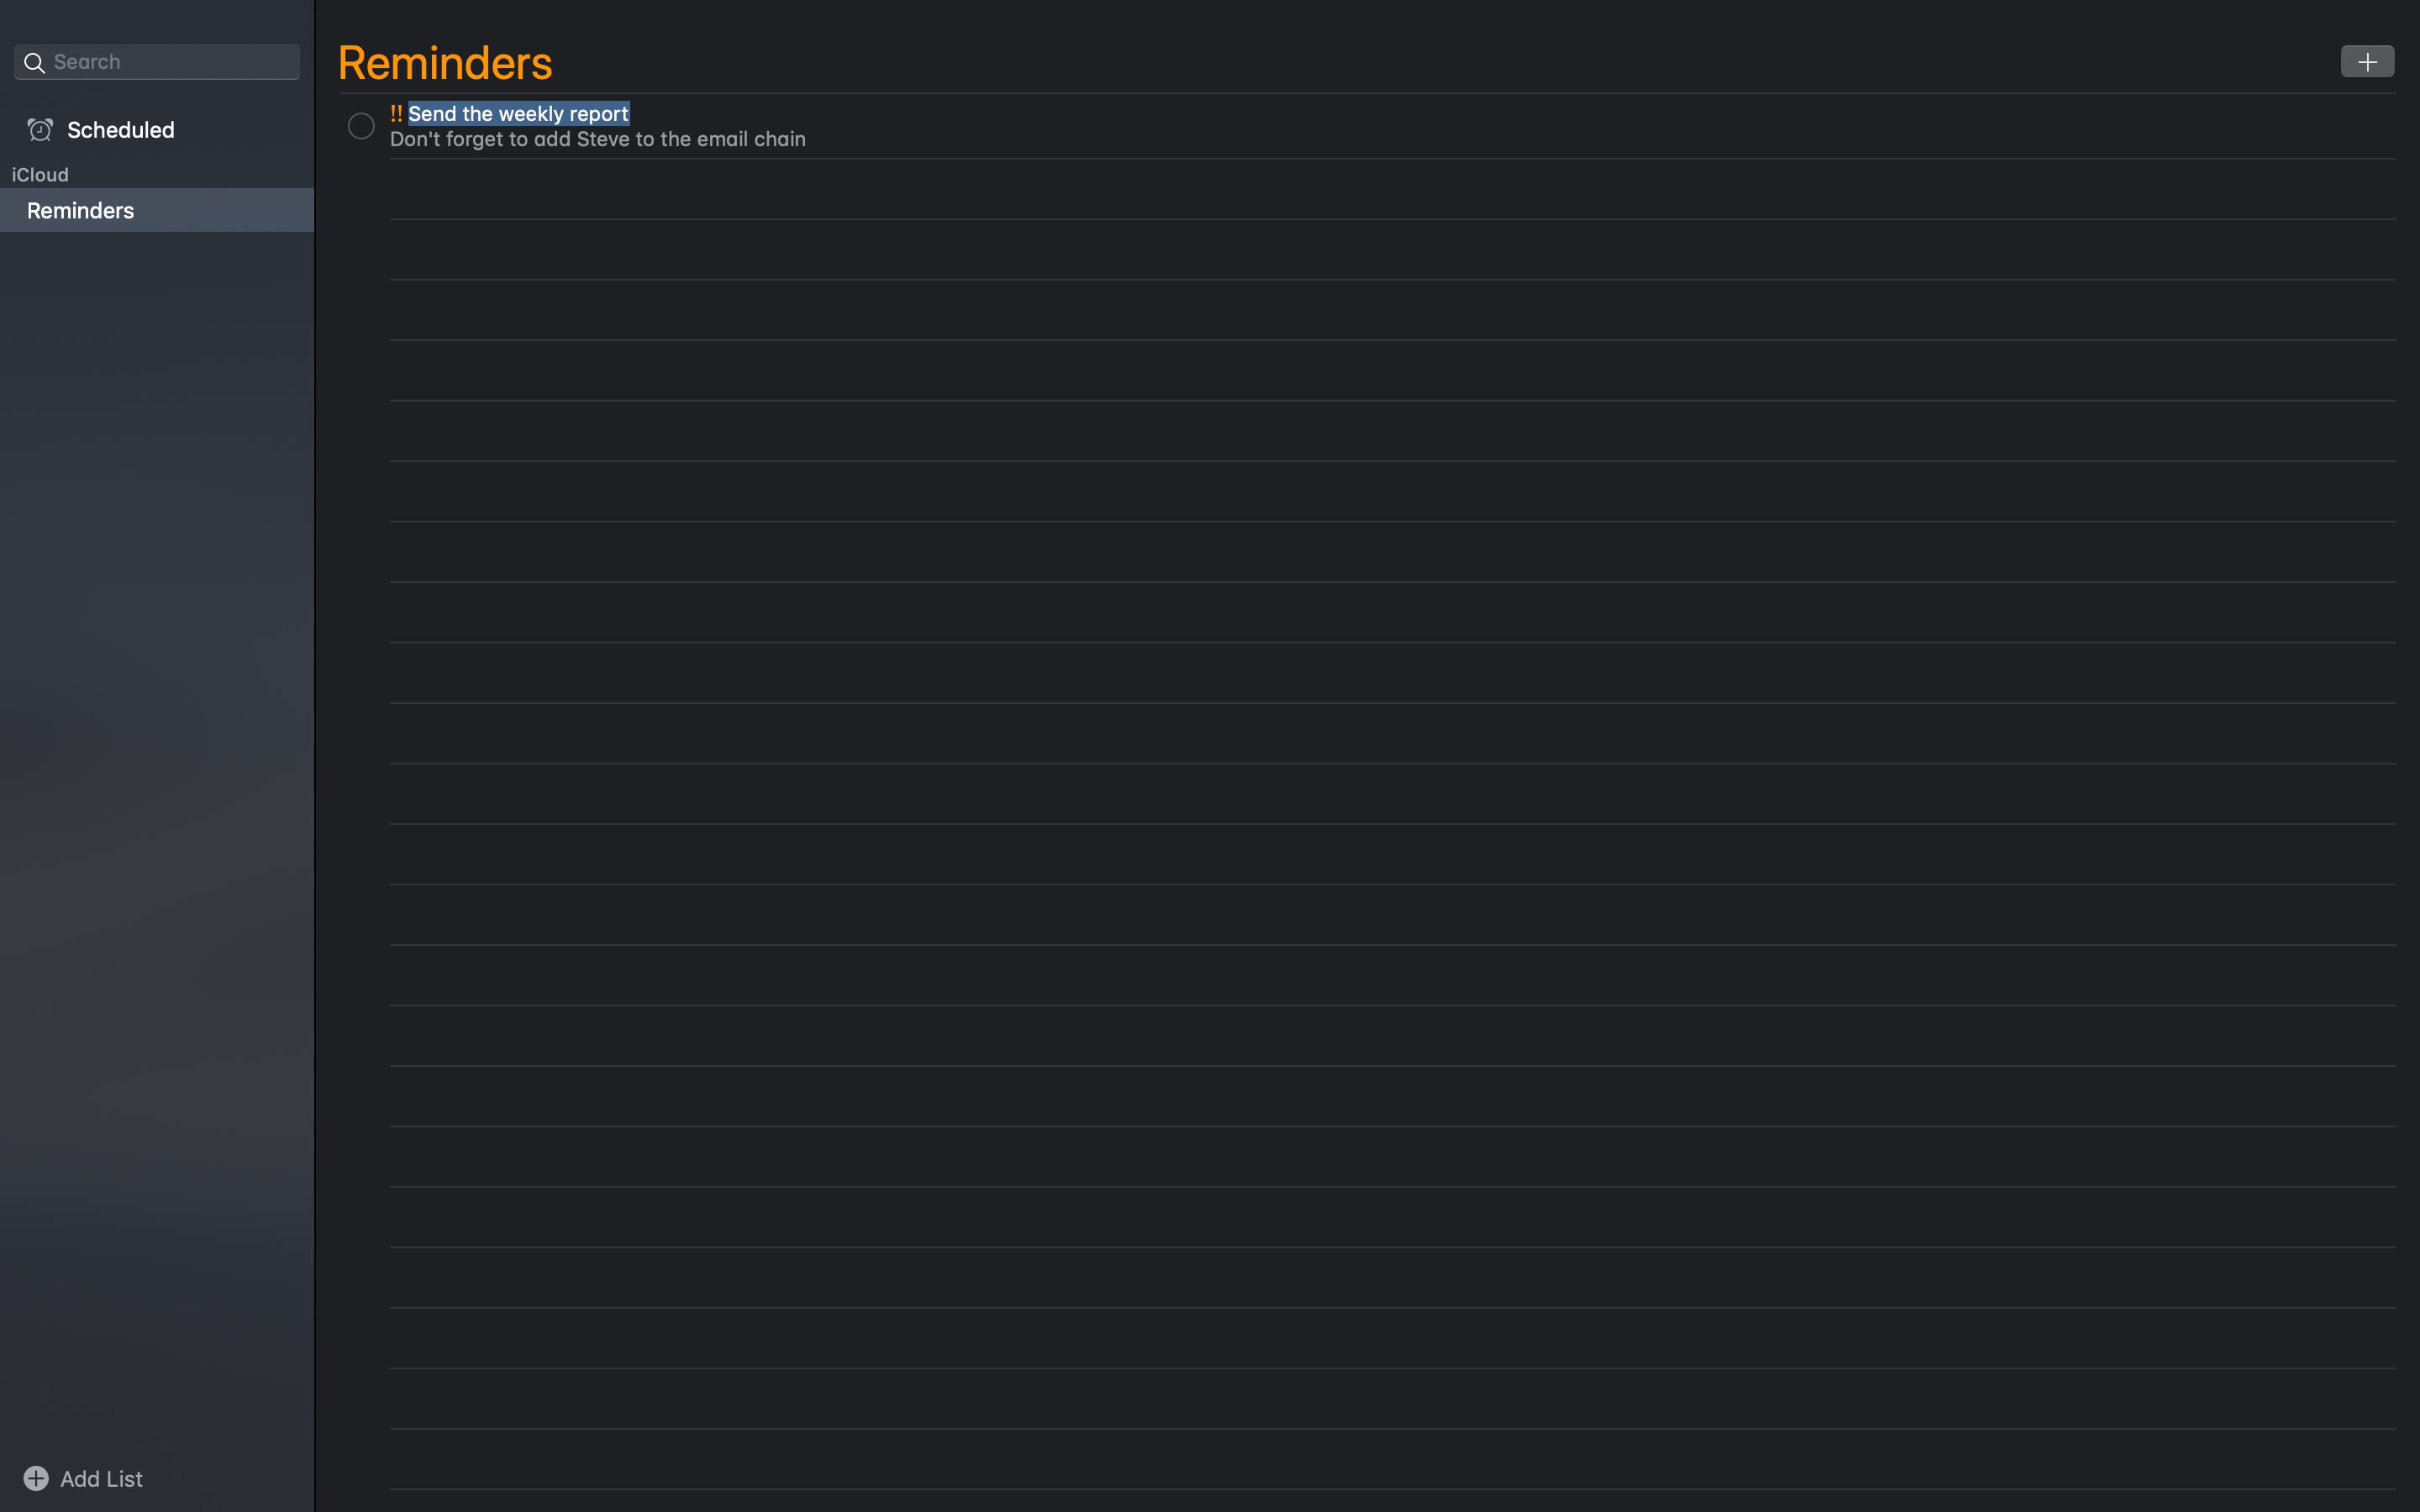 Search
Scheduled
iCloud
Reminders
Add List
Reminders
!! Send the weekly report
Don't forget to add Steve to the email chain